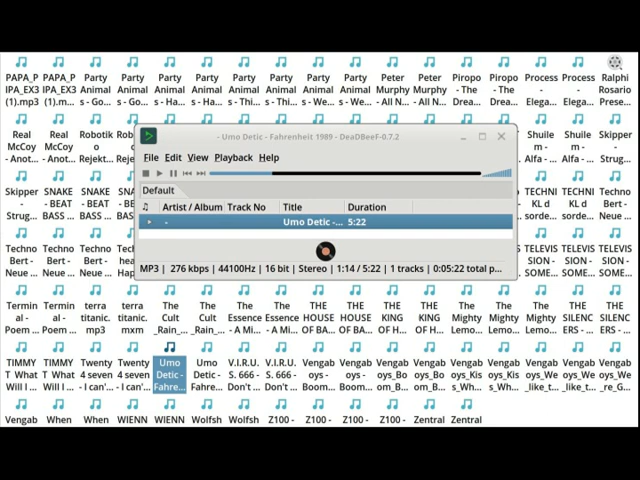 PAPA_P PAPA_P Party Party Party Party Party Party Party Party Peter Peter Piropo Piropo Process Process Ralphi
IPA_EX3 IPA_EX3 Animal Animal Animal Animal Animal Animal Animal Animal Murphy Murphy - The - The - - Rosario
(1).mp3 (1).m... s - Go... s - Go... s - Ha... s - Ha... s - Thi... s - Thi... s - We... s - We... - All N... - All N... Drea... Drea... Elega... Elega... Prese...
- Umo Detic - Fahrenheit 1989 - DeaDBeeF-0.7.2
Real Real Robotik Robotik Shuile Shuile
McCoy McCoy o o m - m -
- Anot... - Anot... Rejekt... Alfa - ... Alfa - ...
File Edit View Playback Help
Skipper Skipper SNAKE SNAKE TECHNI TECHNI Techno
- - - BEAT - BEAT KL KL Bert -
Strug... Strug... BASS ... BASS ... sorde... sorde... Neue ...
Default
Artist / Album Track No Title Duration
- Umo Detic -... 5:22
Techno Techno TELEVIS TELEVIS
Bert - Bert - ION - ION -
Neue ... Neue ... SOME... SOME...
MP3 | 276 kbps | 44100Hz | 16 bit | Stereo | 1:14 / 5:22 | 1 tracks | 0:05:22 total p...
Termin Termin terra terra The The The The THE THE THE THE The The THE THE THE
al - al - titanic. titanic. Cult Cult Essence Essence HOUSE HOUSE HOUSE HOUSE Mighty Mighty SILENC SILENC
Poem ... Poem ... mp3 mxm _Rain_... _Rain_... - A Mi... - A Mi... OF BA... OF BA... Lemo... Lemo... ERS - ... ERS - ...
TIMMY TIMMY Twenty Twenty Umo Umo V.I.R.U V.I.R.U Vengab Vengab Vengab Vengab Vengab Vengab Vengab Vengab Vengab
T What T What 4 seven 4 seven Detic - Detic - S. 666 - S. 666 - oys - oys - oys - oys - oys_Kis oys_Kis oys_We oys_We oys_We
Will I ... Will I ... - I can'... - I can'... Fahre... Fahre... Don't ... Don't ... Boom... Boom... Bom_B... Bom_B... s_Wh... s_Wh... _like_t... _like_t... _re_G...
Vengab When When WIENN WIENN Wolfsh Wolfsh Z100 - Z100 - Z100 - Z100 - Zentral Zentral